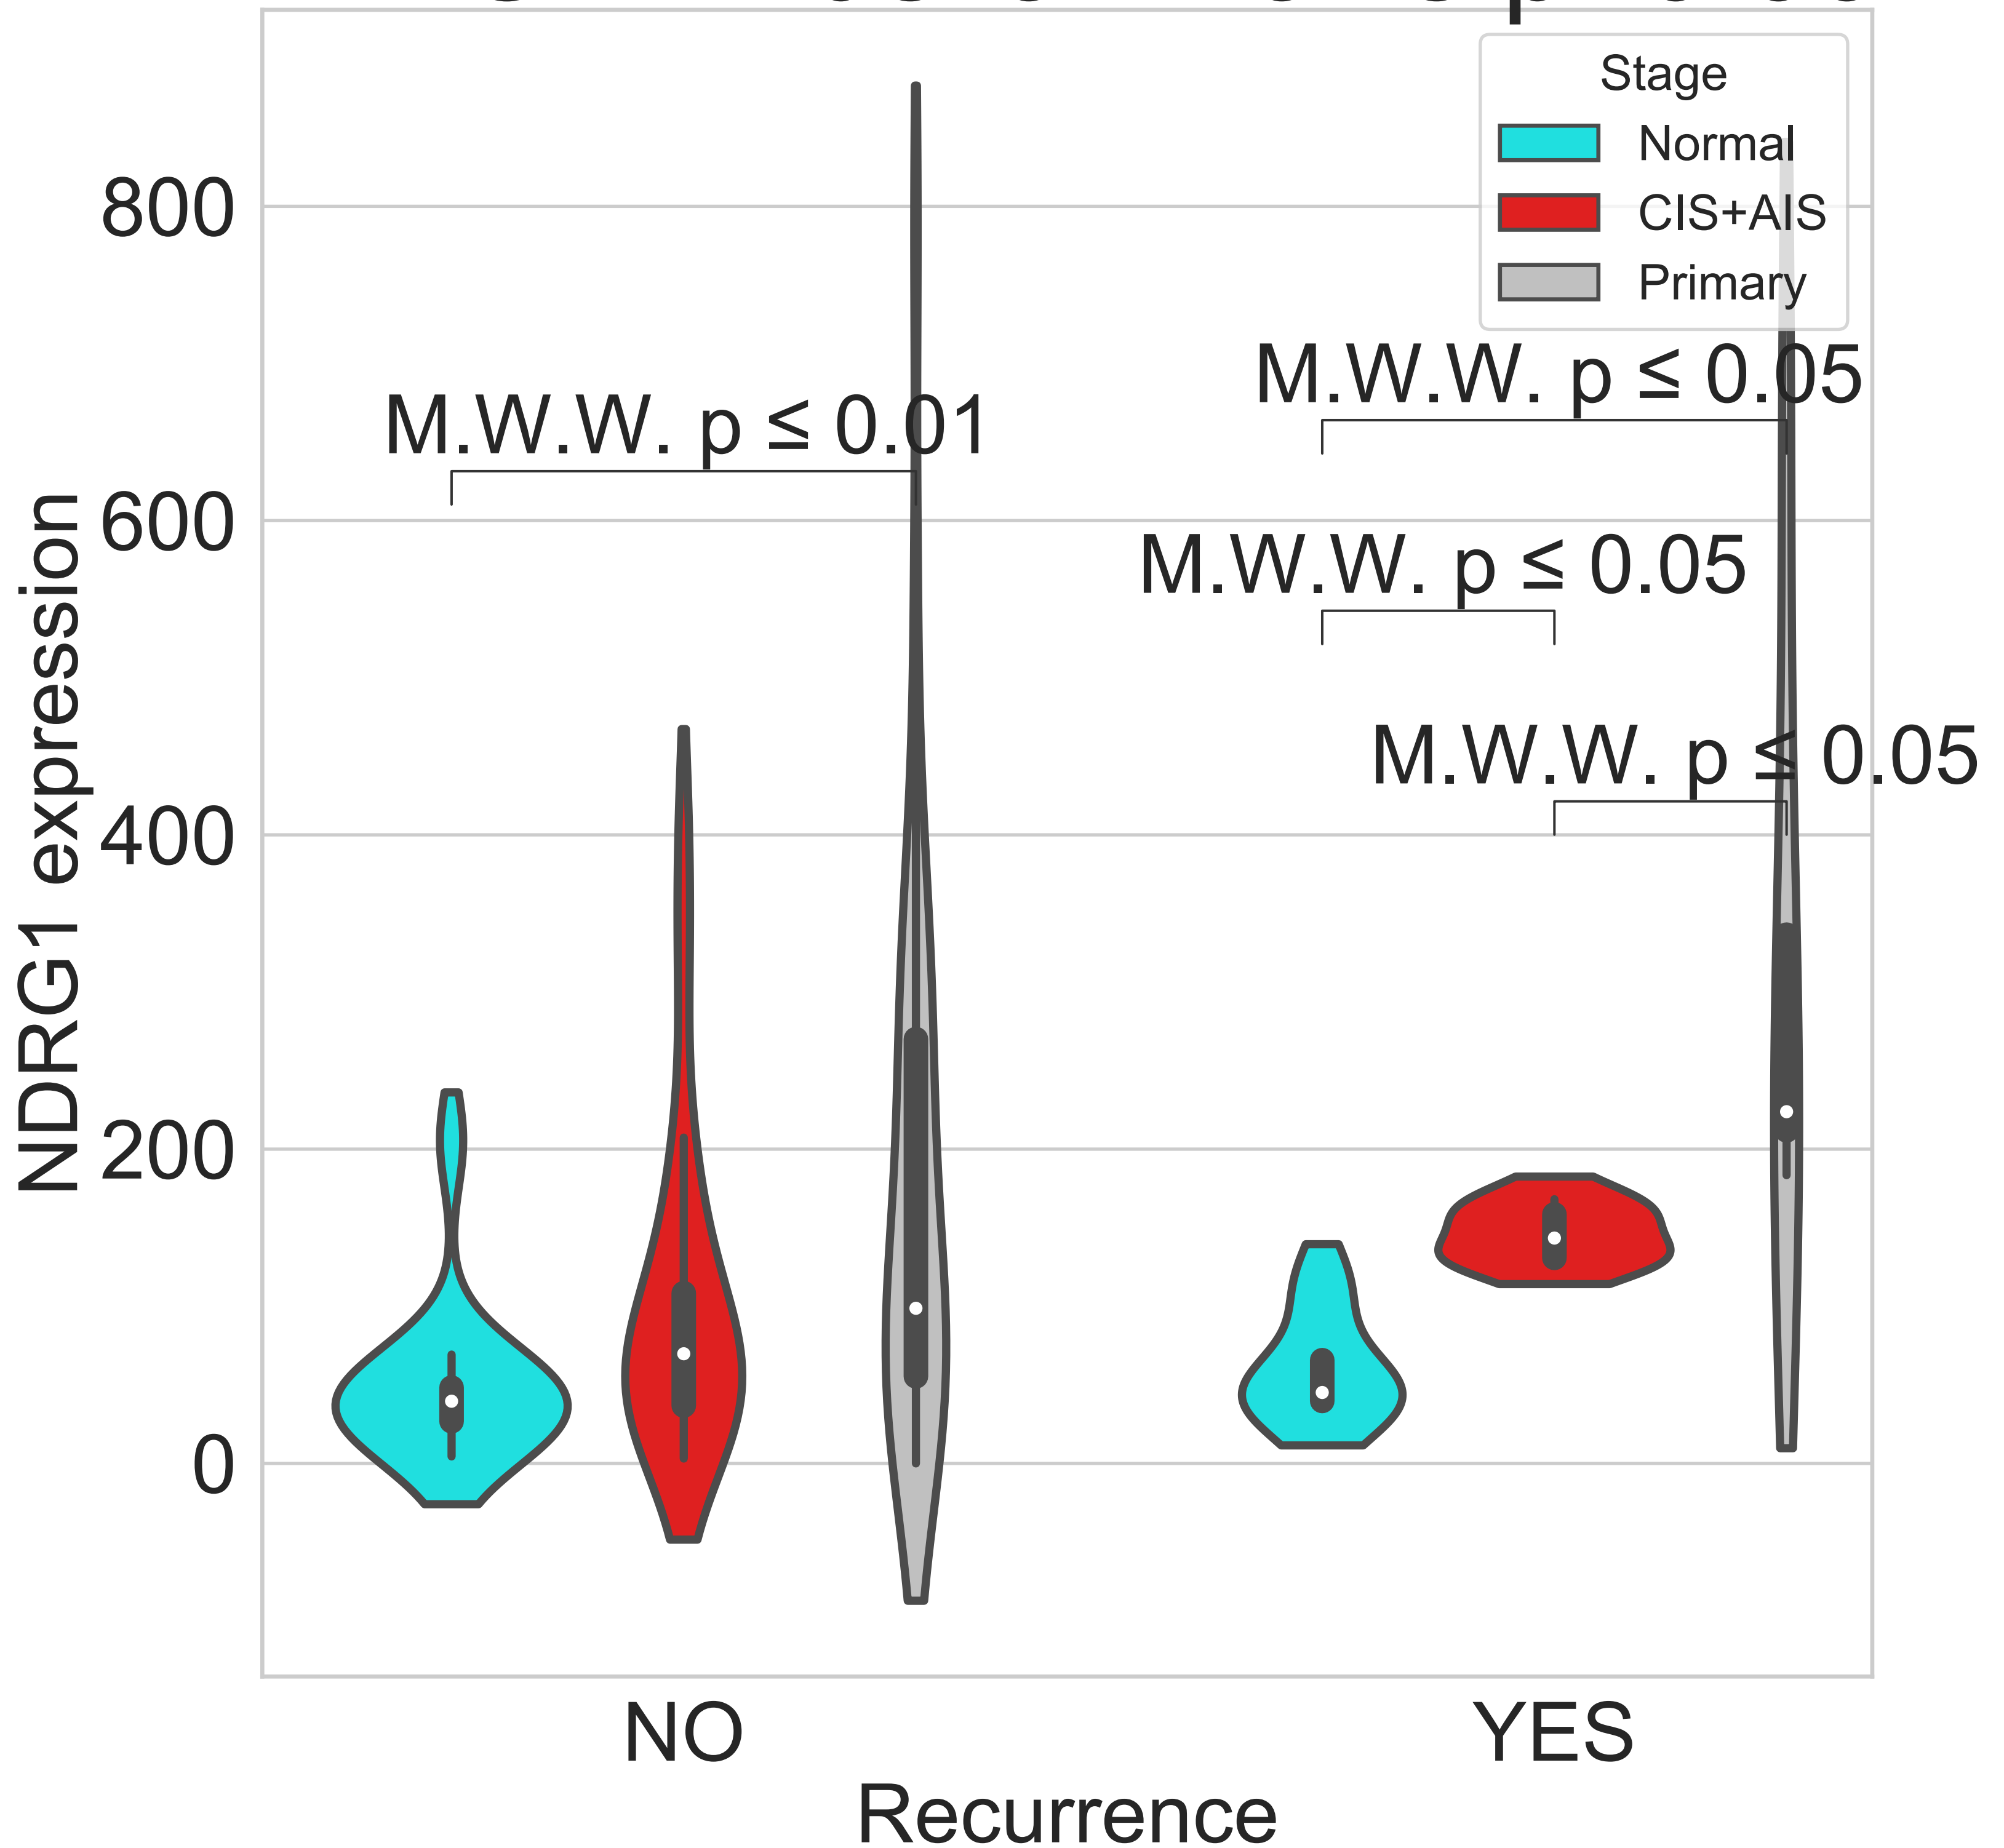 Stage
Normal
CIS+AIS
Primary
800
600
400
200
0
NDRG1 expression
M.W.W. p ≤ 0.01
M.W.W. p ≤ 0.05
M.W.W. p ≤ 0.05
M.W.W. p ≤ 0.05
NO
YES
Recurrence